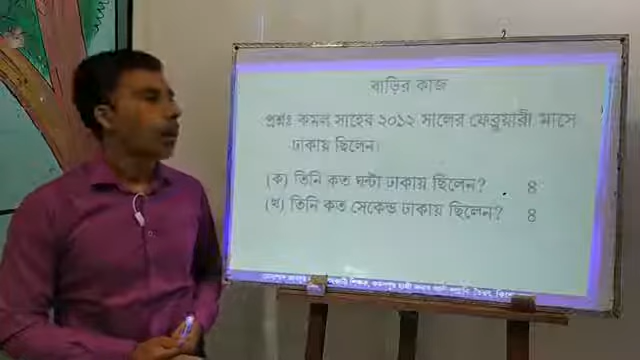 বাড়ির কাজ
প্রশ্নঃ কমল সাহেব ২০১২ সালের ফেব্রুয়ারী মাসে
ঢাকায় ছিলেন।
(ক) তিনি কত ঘন্টা ঢাকায় ছিলেন? ৪
(খ) তিনি কত সেকেন্ড ঢাকায় ছিলেন? ৪